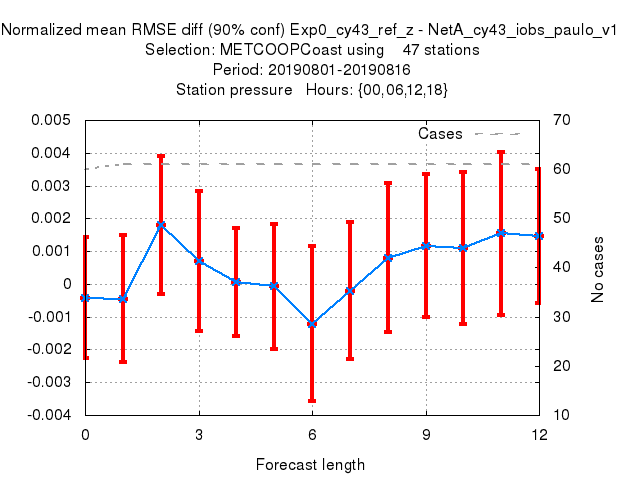 Normalized mean RMSE diff (90% conf) Exp0_cy43_ref_z - NetA_cy43_iobs_paulo_v1
Selection: METCOOPCoast using 47 stations
Period: 20190801-20190816
Station pressure Hours: {00,06,12,18}
Cases
0.005
0.004
0.003
0.002
0.001
0
-0.001
-0.002
-0.003
-0.004
70
60
50
40
30
20
10
No cases
0 3 6 9 12
Forecast length